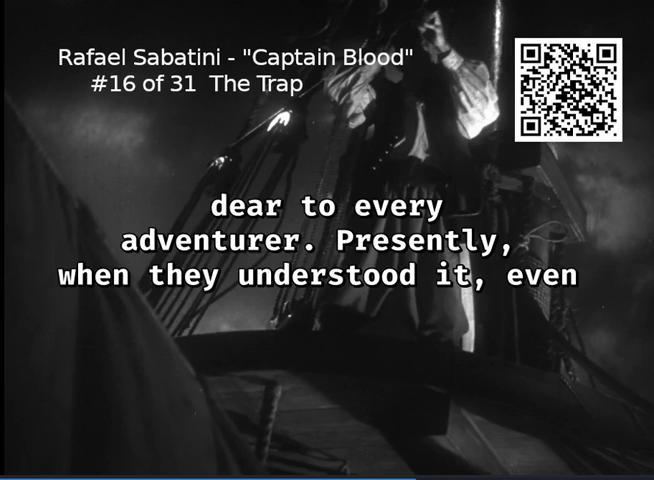 Rafael Sabatini - "Captain Blood"
#16 of 31  The Trap
dear to every
adventurer. Presently,
when they understood it, even